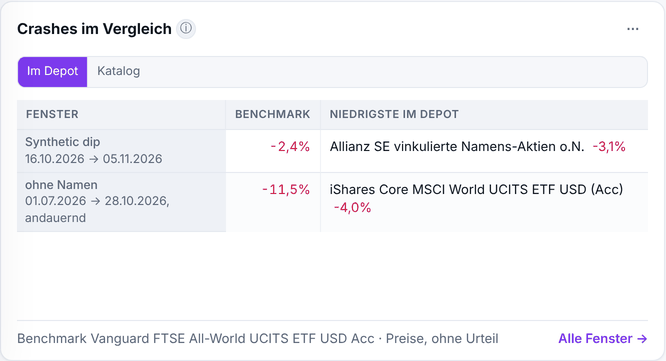 Crashes im Vergleich ⓘ
...
Im Depot Katalog
FENSTER BENCHMARK NIEDRIGSTE IM DEPOT
Synthetic dip
16.10.2026 → 05.11.2026
-2,4% Allianz SE vinkulierte Namens-Aktien o.N. -3,1%
ohne Namen
01.07.2026 → 28.10.2026,
andauernd
-11,5% iShares Core MSCI World UCITS ETF USD (Acc)
-4,0%
Benchmark Vanguard FTSE All-World UCITS ETF USD Acc · Preise, ohne Urteil Alle Fenster →